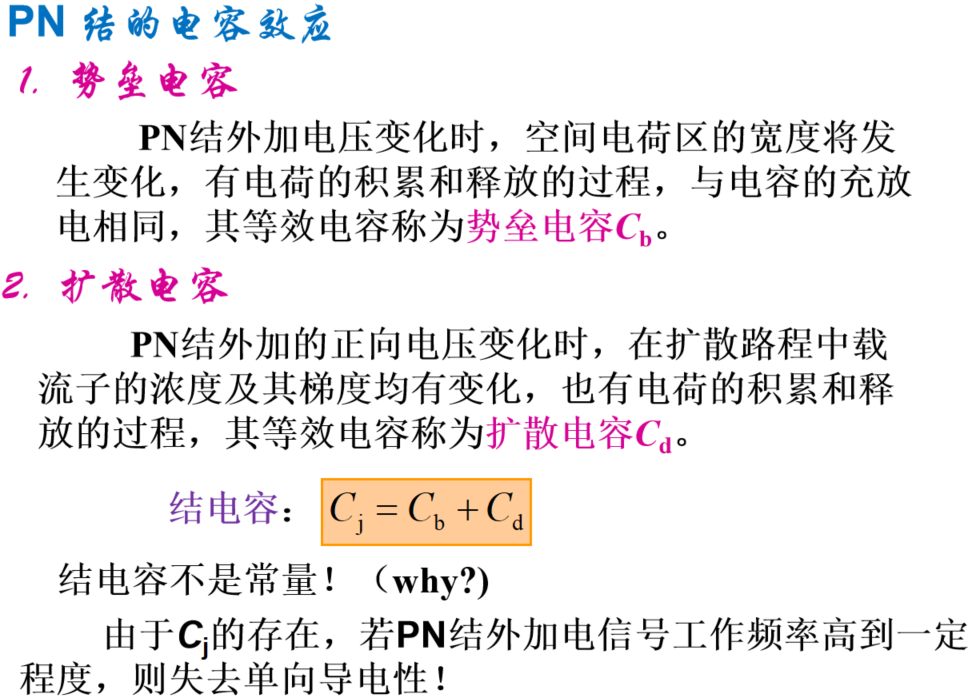 PN 结的电容效应
1. 势垒电容
PN结外加电压变化时，空间电荷区的宽度将发
生变化，有电荷的积累和释放的过程，与电容的充放
电相同，其等效电容称为势垒电容Cb。
2. 扩散电容
PN结外加的正向电压变化时，在扩散路程中载
流子的浓度及其梯度均有变化，也有电荷的积累和释
放的过程，其等效电容称为扩散电容Cd。
结电容： Cj = Cb + Cd
结电容不是常量！（why?)
由于Cj的存在，若PN结外加电信号工作频率高到一定
程度，则失去单向导电性！